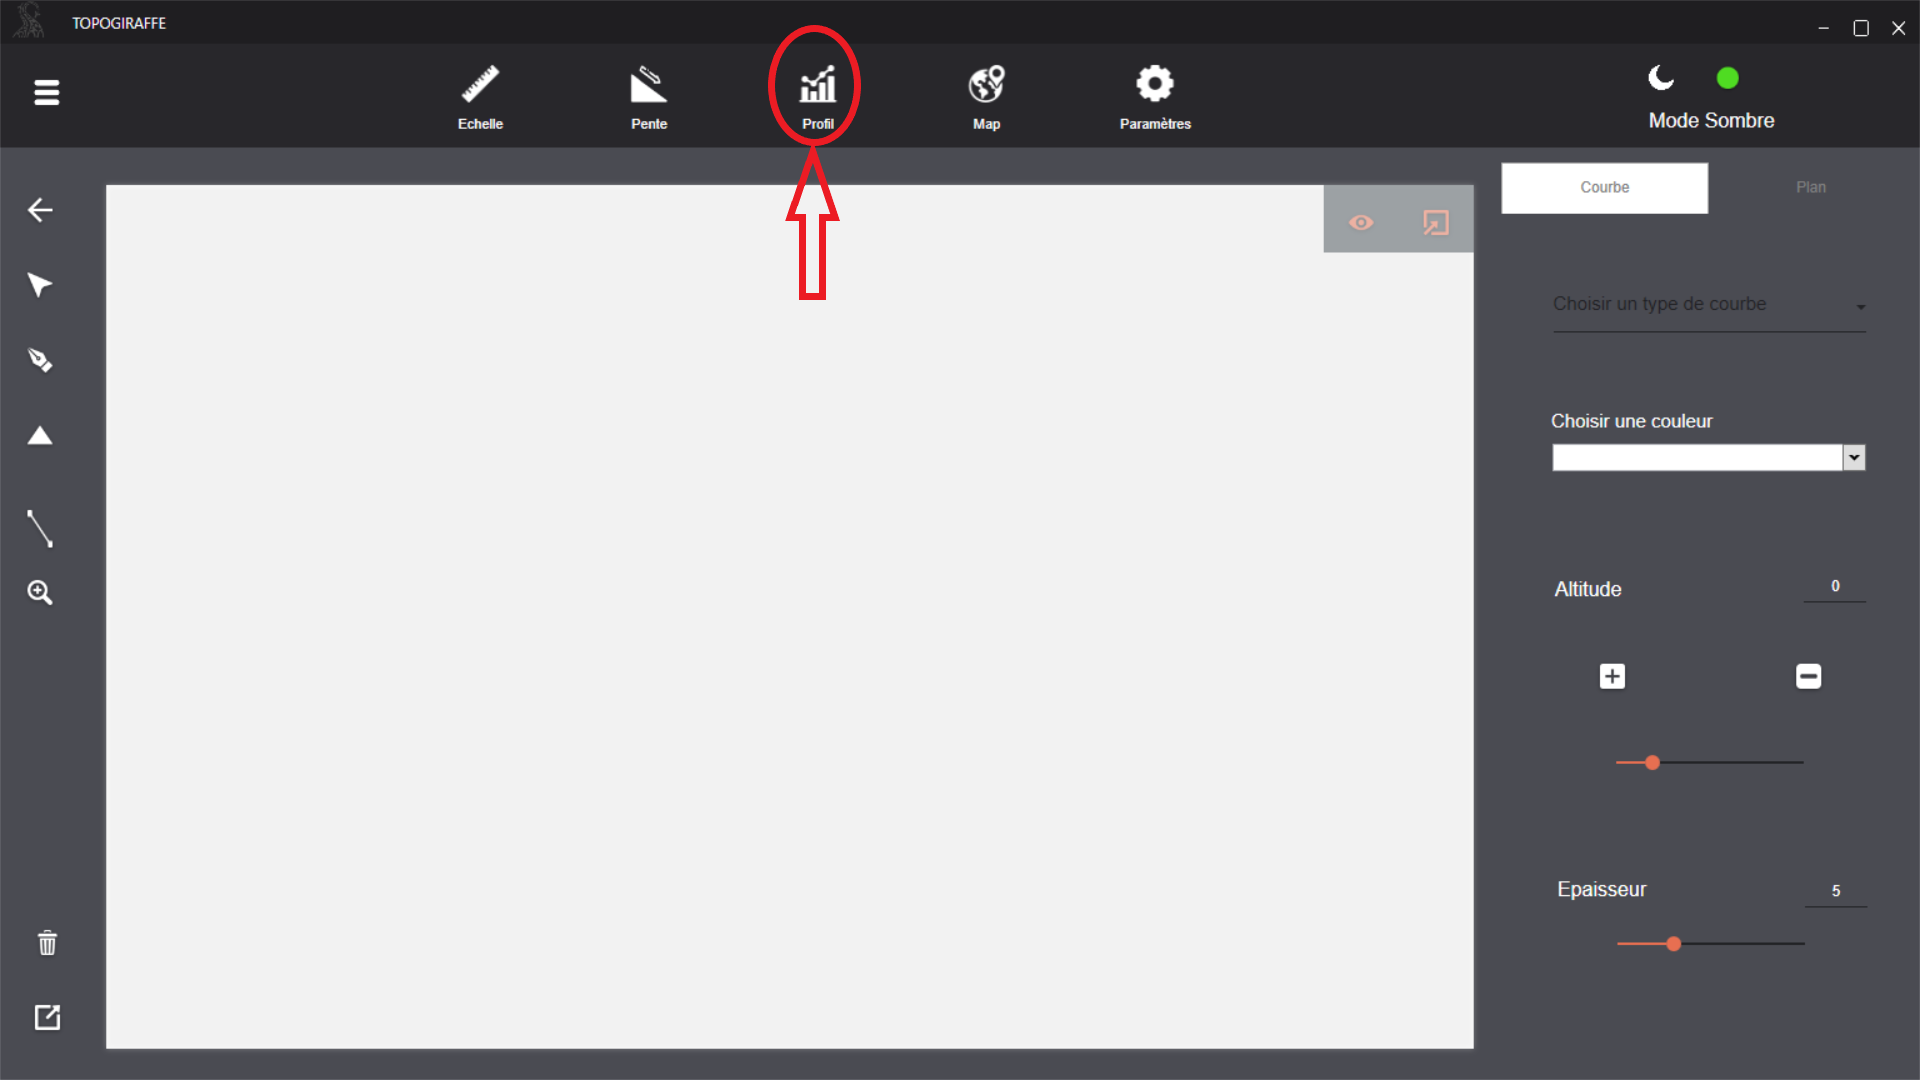 TOPOGIRAFFE
Echelle
Pente
Profil
Map
Paramètres
Mode Sombre
Courbe
Plan
Choisir un type de courbe
Choisir une couleur
Altitude
0
Epaisseur
5